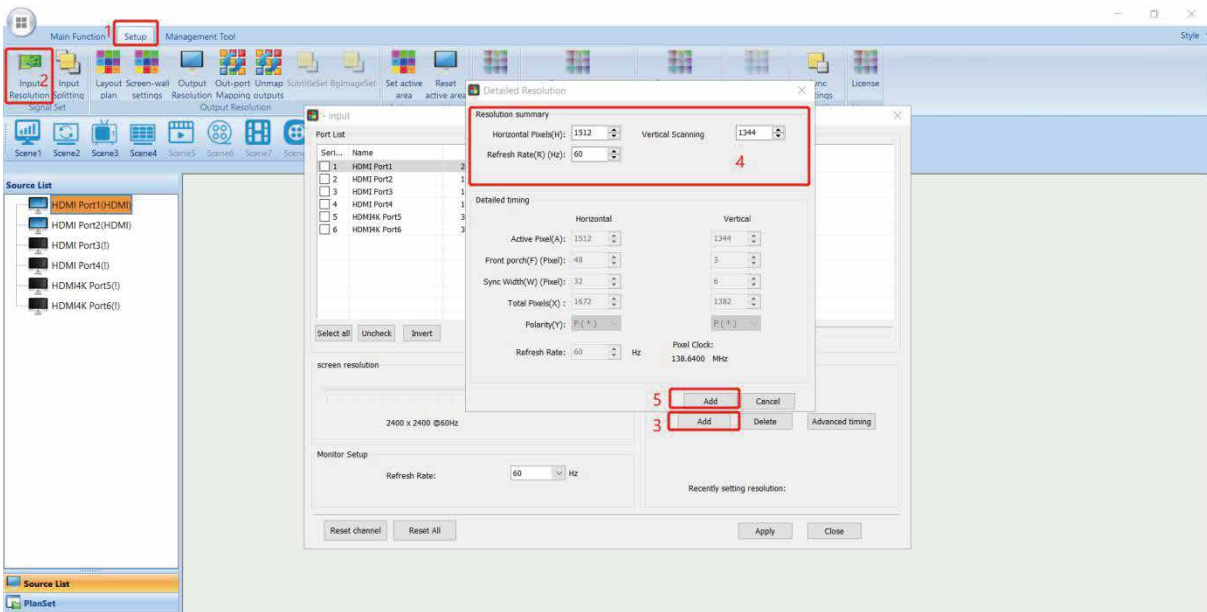 1
Main Function Setup Management Tool
Style
2
Input Resolution
Input Splitting
Layout plan
Screen-wall settings
Output Resolution
Out-port Mapping
Unmap outputs
SubtitleSet
BgImageSet
Set active area
Reset active area
License
Signal Set
Output Resolution
Scene1 Scene2 Scene3 Scene4 Scene5 Scene6 Scene7
Source List
HDMI Port1(HDMI)
HDMI Port2(HDMI)
HDMI Port3(!)
HDMI Port4(!)
HDMI4K Port5(!)
HDMI4K Port6(!)
Source List
PlanSet
- input
Port List
Seri... Name
1 HDMI Port1 2
2 HDMI Port2 1
3 HDMI Port3 1
4 HDMI Port4 1
5 HDMI4K Port5 3
6 HDMI4K Port6 3
Select all Uncheck Invert
screen resolution
2400 x 2400 @60Hz
Monitor Setup
Refresh Rate: 60 Hz
Reset channel Reset All
Detailed Resolution
Resolution summary
Horizontal Pixels(H): 1512 Vertical Scanning 1344
Refresh Rate(R) (Hz): 60
4
Detailed timing
Horizontal Vertical
Active Pixel(A): 1512 1344
Front porch(F) (Pixel): 48 3
Sync Width(W) (Pixel): 32 6
Total Pixels(X) : 1672 1382
Polarity(Y): P(+) P(+)
Refresh Rate: 60 Hz
Pixel Clock:
138.6400 MHz
5 Add Cancel
3 Add Delete Advanced timing
Recently setting resolution:
Apply Close